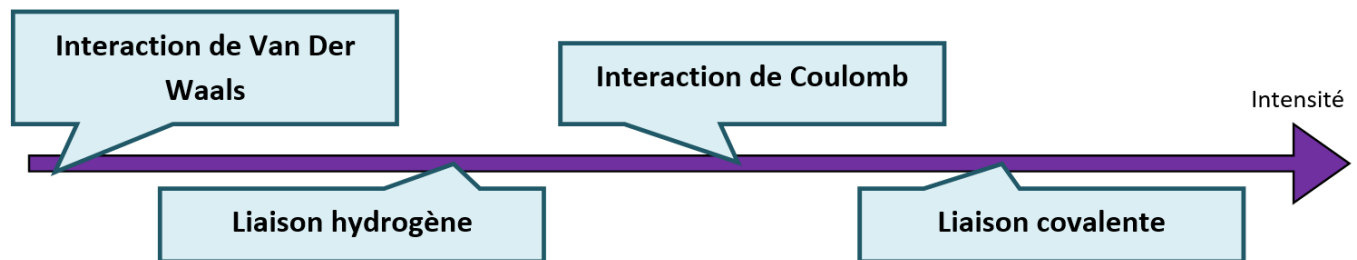 Interaction de Van Der
Waals
Interaction de Coulomb
Intensité
Liaison hydrogène
Liaison covalente